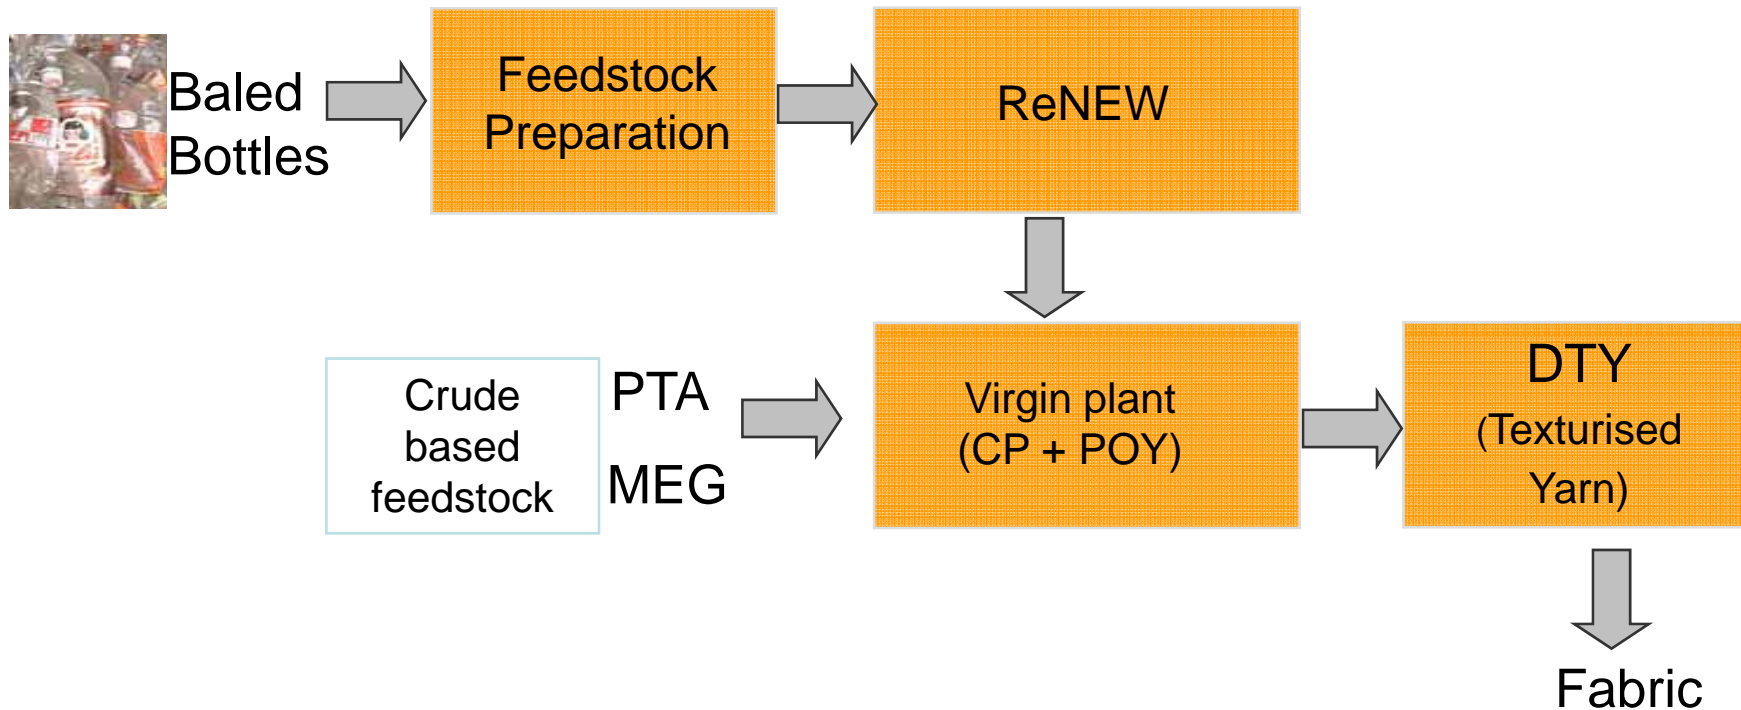 Baled
Bottles
Feedstock
Preparation
ReNEW
Crude
based
feedstock
PTA
MEG
Virgin plant
(CP + POY)
DTY
(Texturised
Yarn)
Fabric